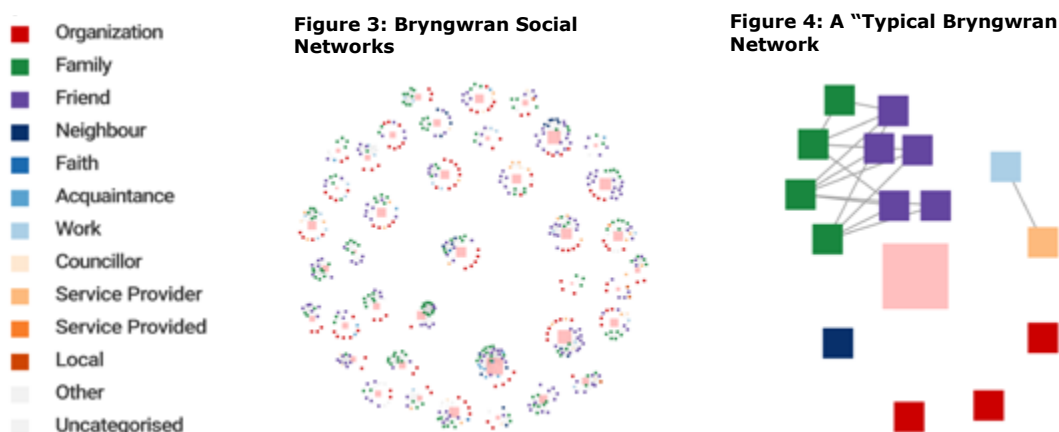 Organization
Family
Friend
Neighbour
Faith
Acquaintance
Work
Councillor
Service Provider
Service Provided
Local
Other
Uncategorised
Figure 3: Bryngwran Social
Networks
Figure 4: A “Typical Bryngwran
Network